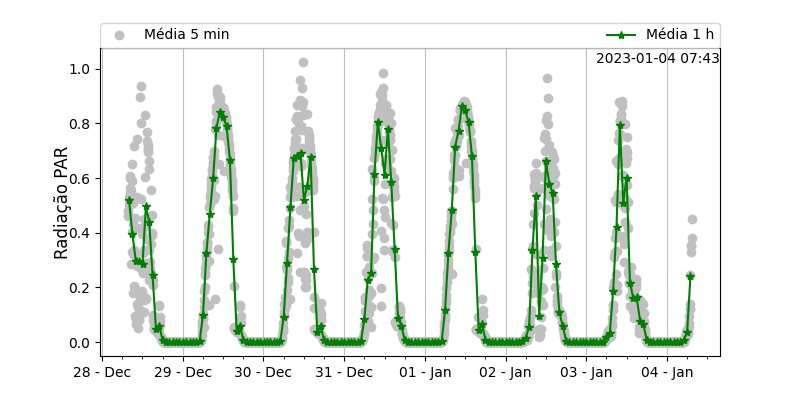 Média 5 min
Média 1 h
2023-01-04 07:43
Radiação PAR
1.0
0.8
0.6
0.4
0.2
0.0
28 - Dec
29 - Dec
30 - Dec
31 - Dec
01 - Jan
02 - Jan
03 - Jan
04 - Jan